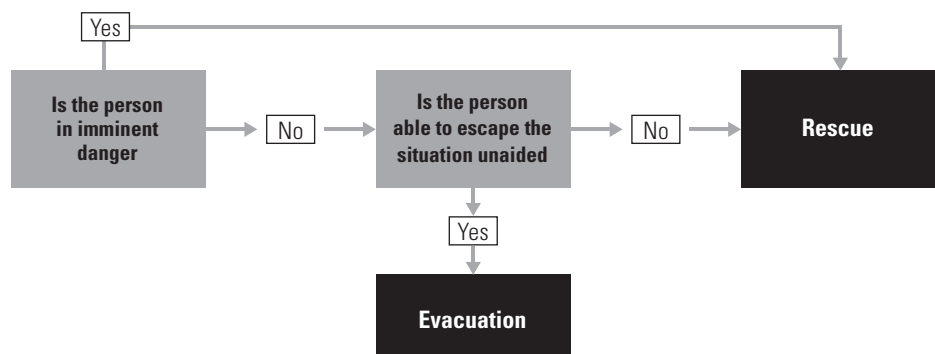 Yes
Is the person
in imminent
danger
No
Is the person
able to escape the
situation unaided
No
Rescue
Yes
Evacuation